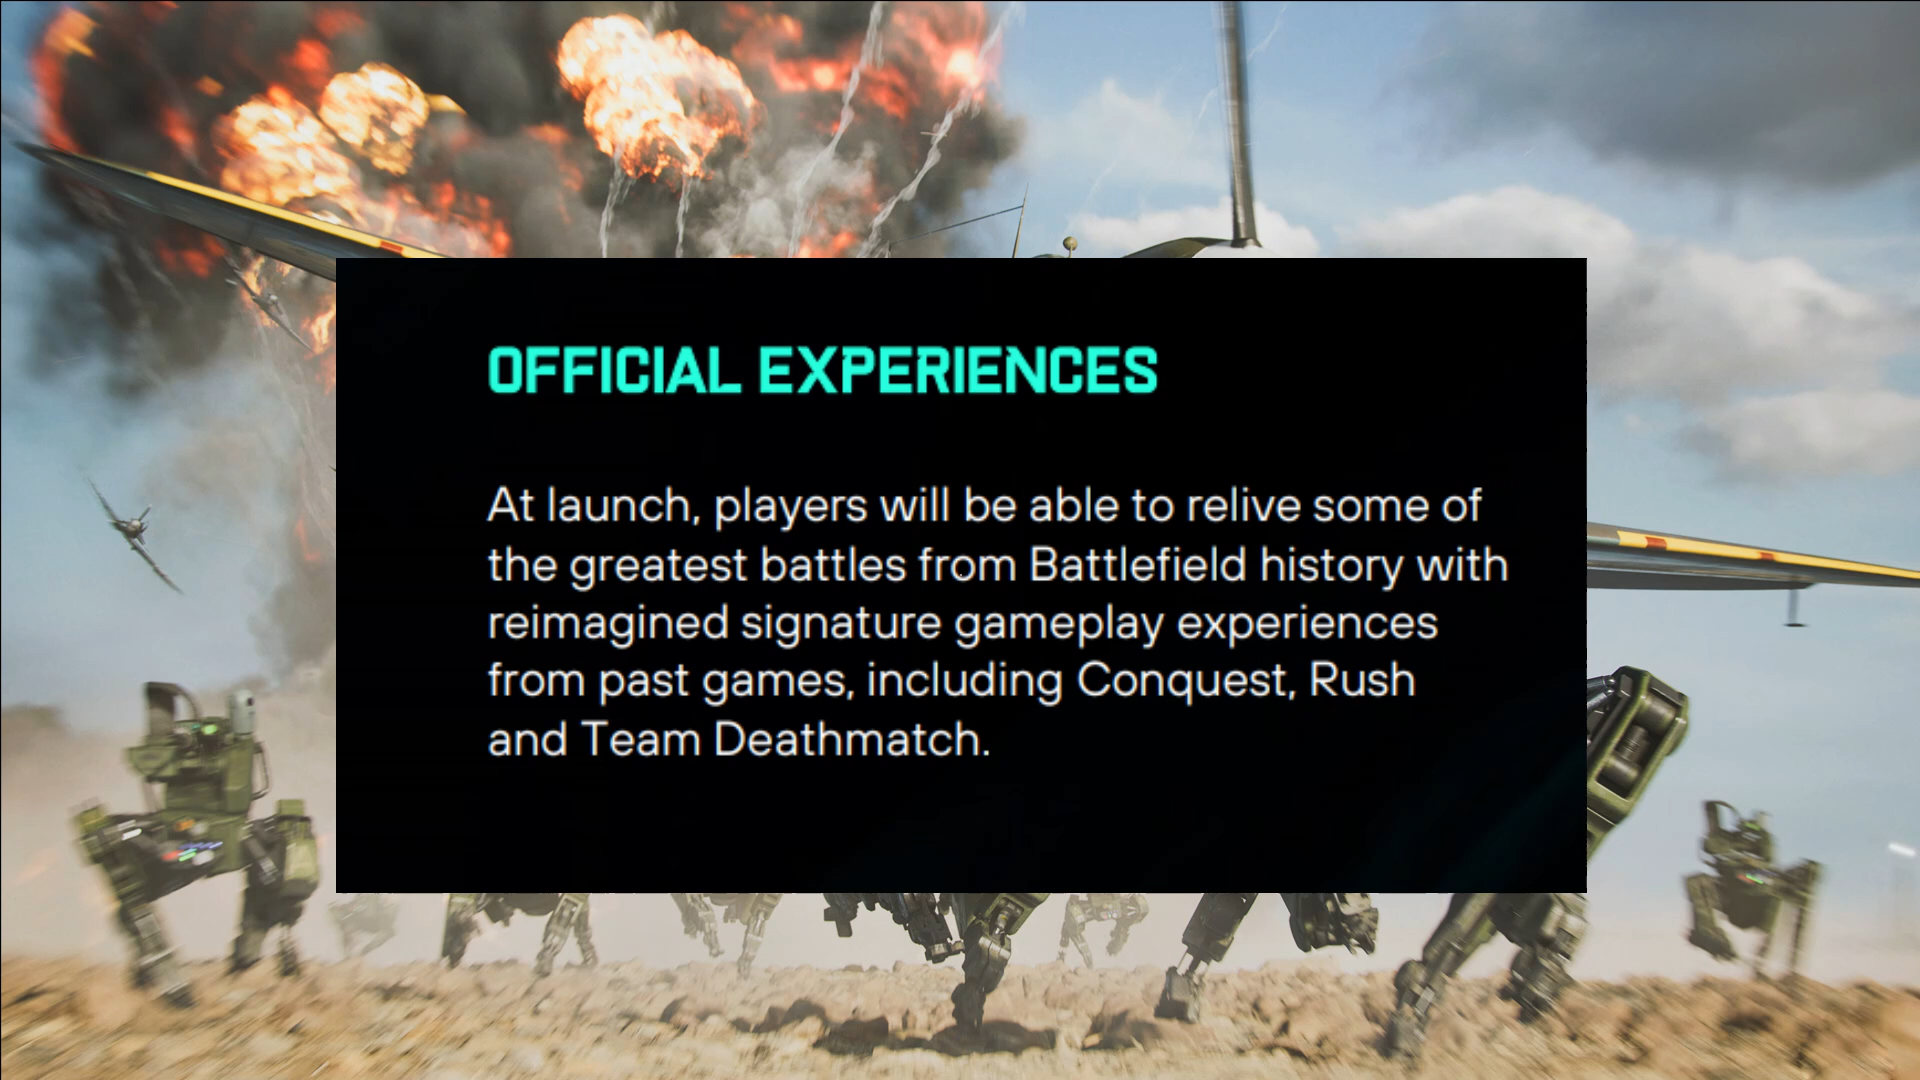 OFFICIAL EXPERIENCES
At launch, players will be able to relive some of
the greatest battles from Battlefield history with
reimagined signature gameplay experiences
from past games, including Conquest, Rush
and Team Deathmatch.